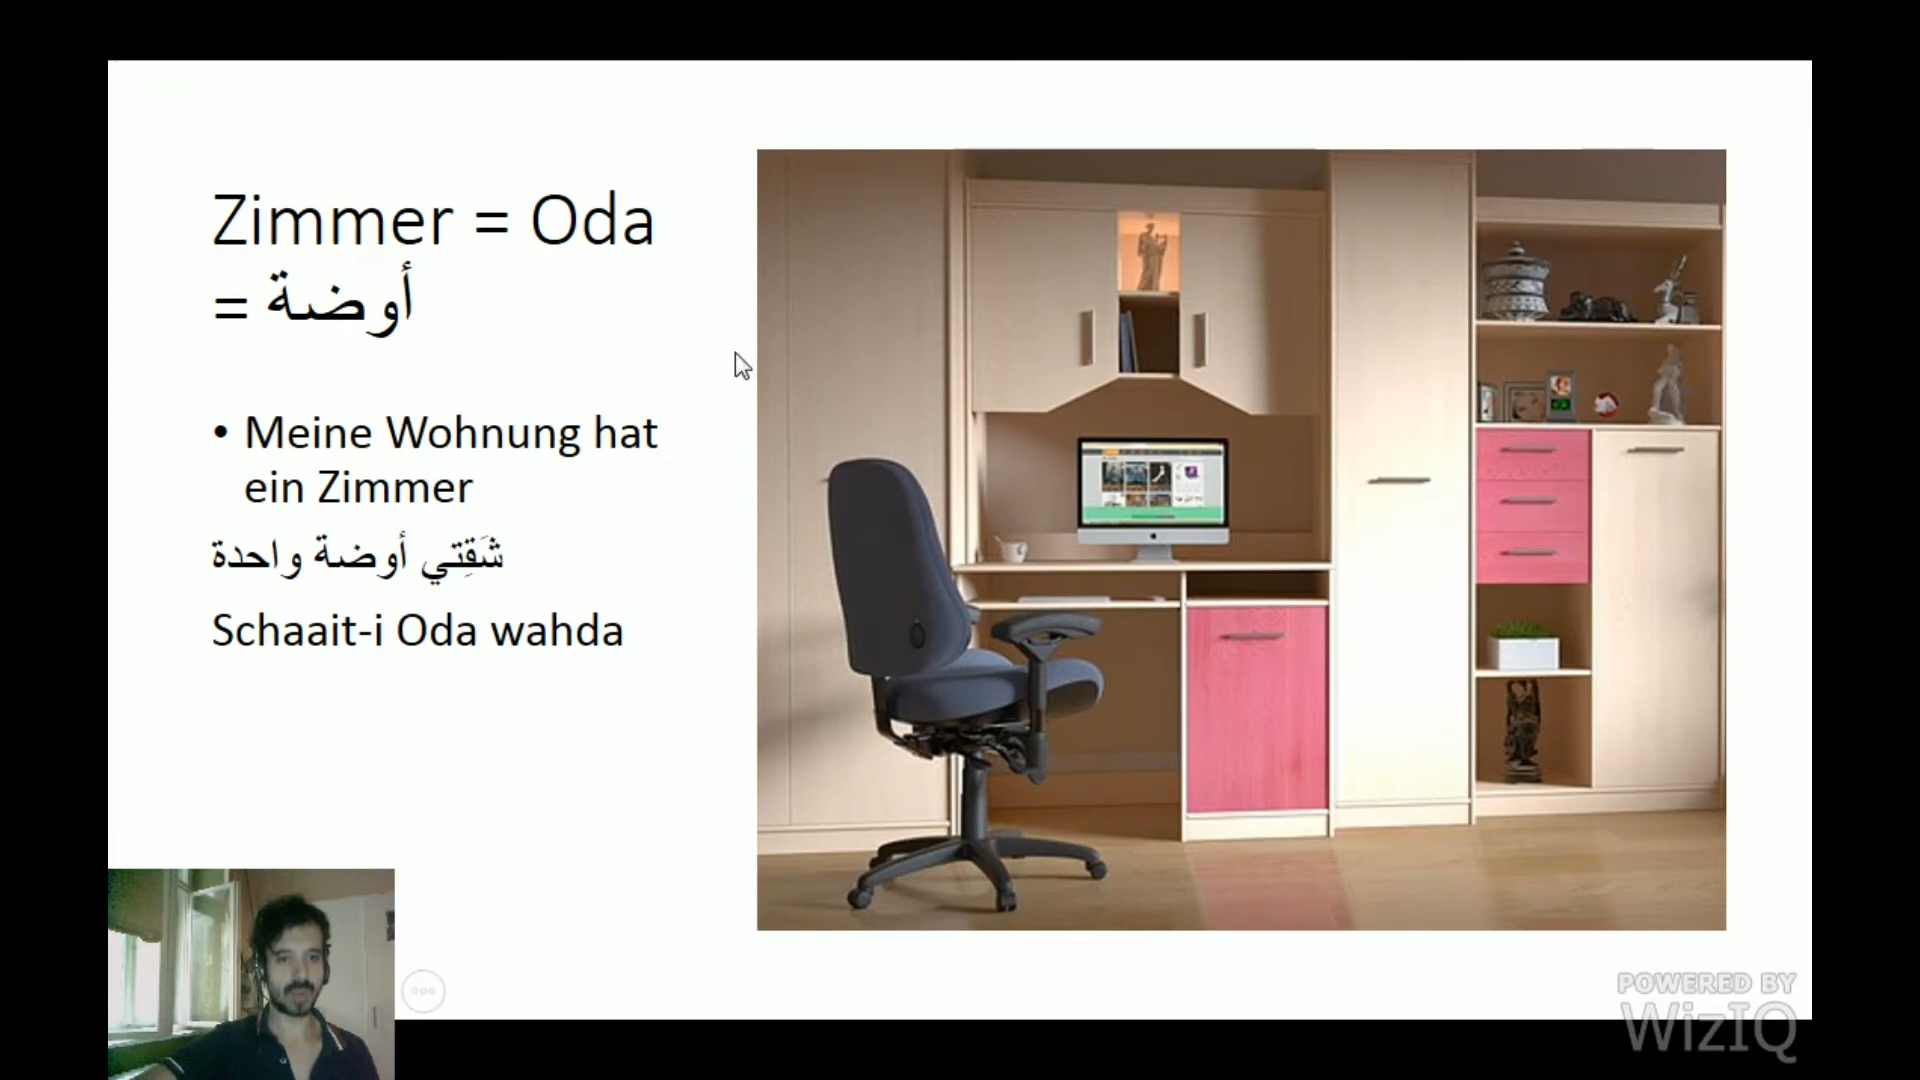 Zimmer = Oda
= أوضة
• Meine Wohnung hat
ein Zimmer
شَقِتي أوضة واحدة
Schaait-i Oda wahda
POWERED BY
WizIQ